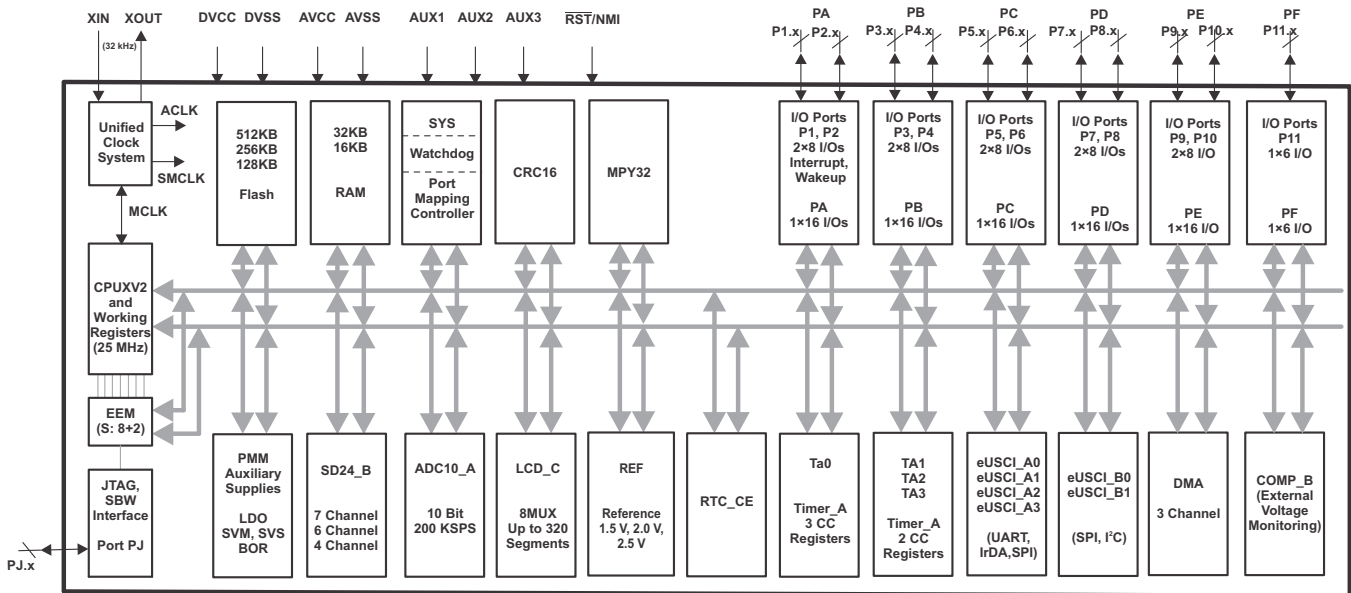 XIN
XOUT
(32 kHz)
DVCC
DVSS
AVCC
AVSS
AUX1
AUX2
AUX3
RST/NMI
PA
P1.x
P2.x
PB
P3.x
P4.x
PC
P5.x
P6.x
PD
P7.x
P8.x
PE
P9.x
P10.x
PF
P11.x
Unified
Clock
System
ACLK
SMCLK
MCLK
512KB
256KB
128KB
Flash
32KB
16KB
RAM
SYS
Watchdog
Port
Mapping
Controller
CRC16
MPY32
I/O Ports
P1, P2
2×8 I/Os
Interrupt,
Wakeup
PA
1×16 I/Os
I/O Ports
P3, P4
2×8 I/Os
PB
1×16 I/Os
I/O Ports
P5, P6
2×8 I/Os
PC
1×16 I/Os
I/O Ports
P7, P8
2×8 I/Os
PD
1×16 I/Os
I/O Ports
P9, P10
2×8 I/O
PE
1×16 I/O
I/O Ports
P11
1×6 I/O
PF
1×6 I/O
CPUXV2
and
Working
Registers
(25 MHz)
EEM
(S: 8+2)
JTAG,
SBW
Interface
Port PJ
PJ.x
PMM
Auxiliary
Supplies
LDO
SVM, SVS
BOR
SD24_B
7 Channel
6 Channel
4 Channel
ADC10_A
10 Bit
200 KSPS
LCD_C
8MUX
Up to 320
Segments
REF
Reference
1.5 V, 2.0 V,
2.5 V
RTC_CE
Ta0
Timer_A
3 CC
Registers
TA1
TA2
TA3
Timer_A
2 CC
Registers
eUSCI_A0
eUSCI_A1
eUSCI_A2
eUSCI_A3
(UART,
IrDA,SPI)
eUSCI_B0
eUSCI_B1
(SPI, I²C)
DMA
3 Channel
COMP_B
(External
Voltage
Monitoring)